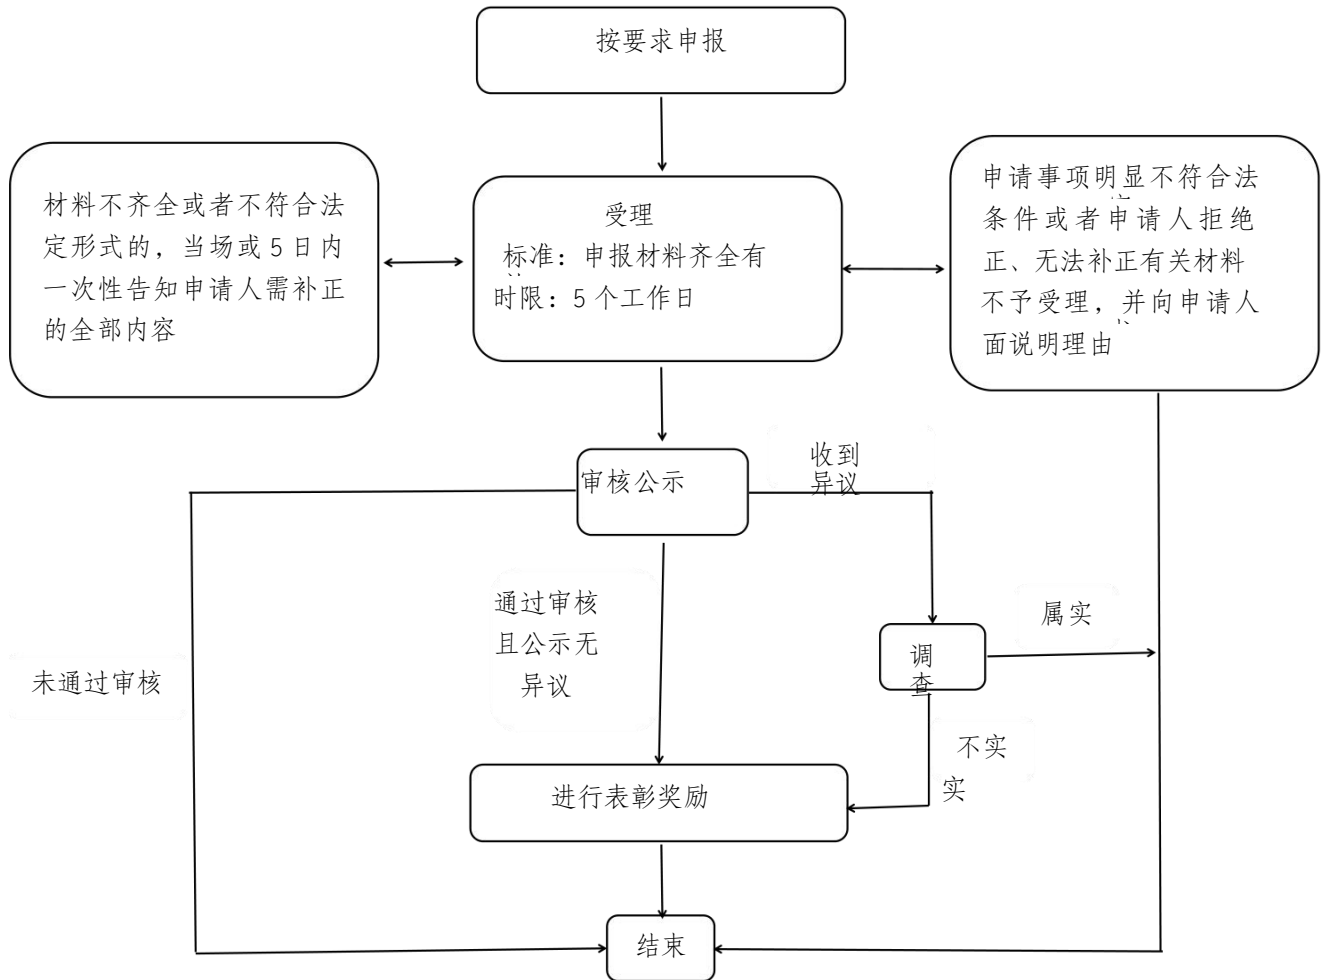 按要求申报
材料不齐全或者不符合法
定形式的，当场或 5 日内
一次性告知申请人需补正
的全部内容
受理
标准：申报材料齐全有
时限：5 个工作日
申请事项明显不符合法
条件或者申请人拒绝
正、无法补正有关材料
不予受理，并向申请人
面说明理由
审核公示
收到
异议
通过审核
且公示无
异议
未通过审核
调
查
属实
不实
实
进行表彰奖励
结束